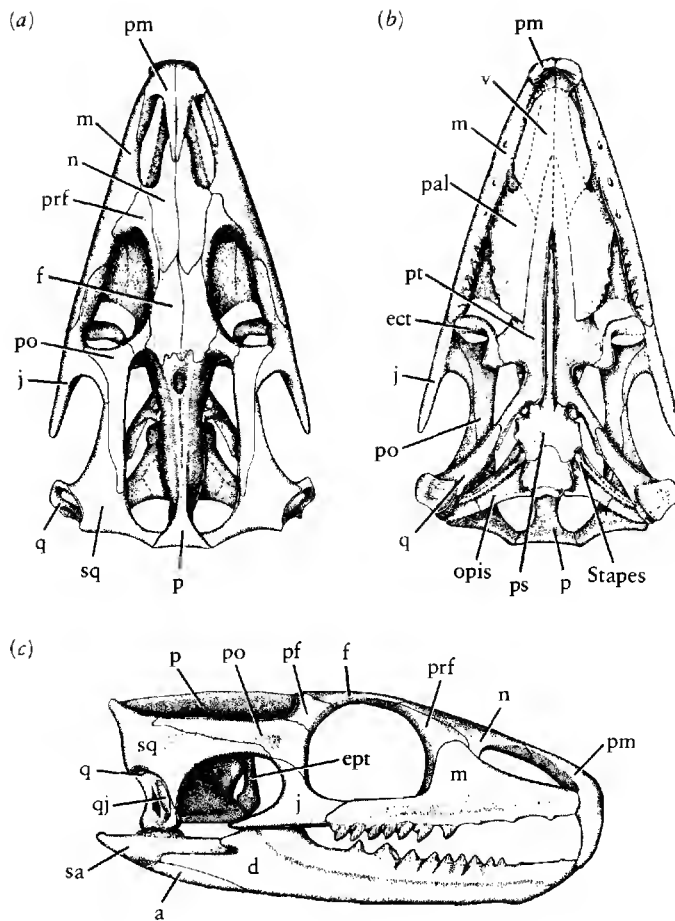 (a)
pm
m
n
prf
f
po
j
q
sq
p
(b)
pm
v
m
pal
pt
ect
j
po
q
opis
ps
p
Stapes
(c)
p
po
pf
f
prf
n
pm
sq
q
qj
ept
j
m
sa
a
d